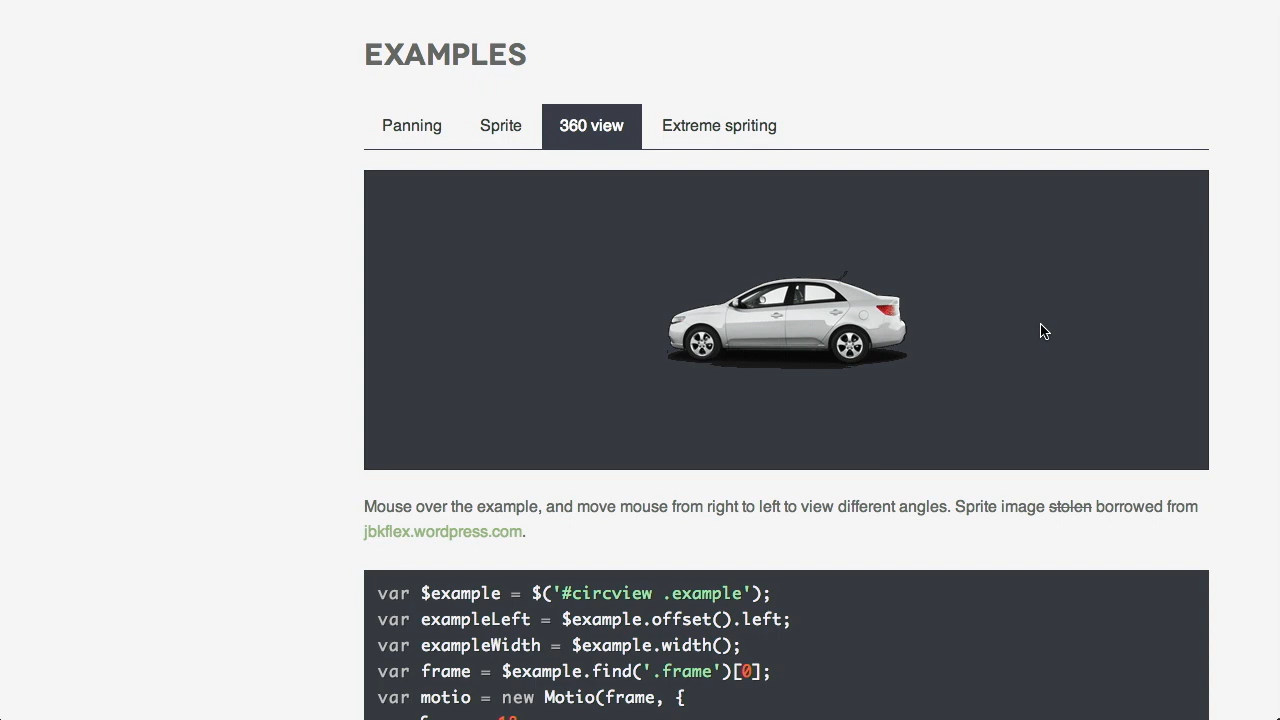 EXAMPLES
Panning Sprite 360 view Extreme spriting
Mouse over the example, and move mouse from right to left to view different angles. Sprite image stolen borrowed from
jbkflex.wordpress.com.
var $example = $('#circview .example');
var exampleLeft = $example.offset().left;
var exampleWidth = $example.width();
var frame = $example.find('.frame')[0];
var motio = new Motio(frame, {